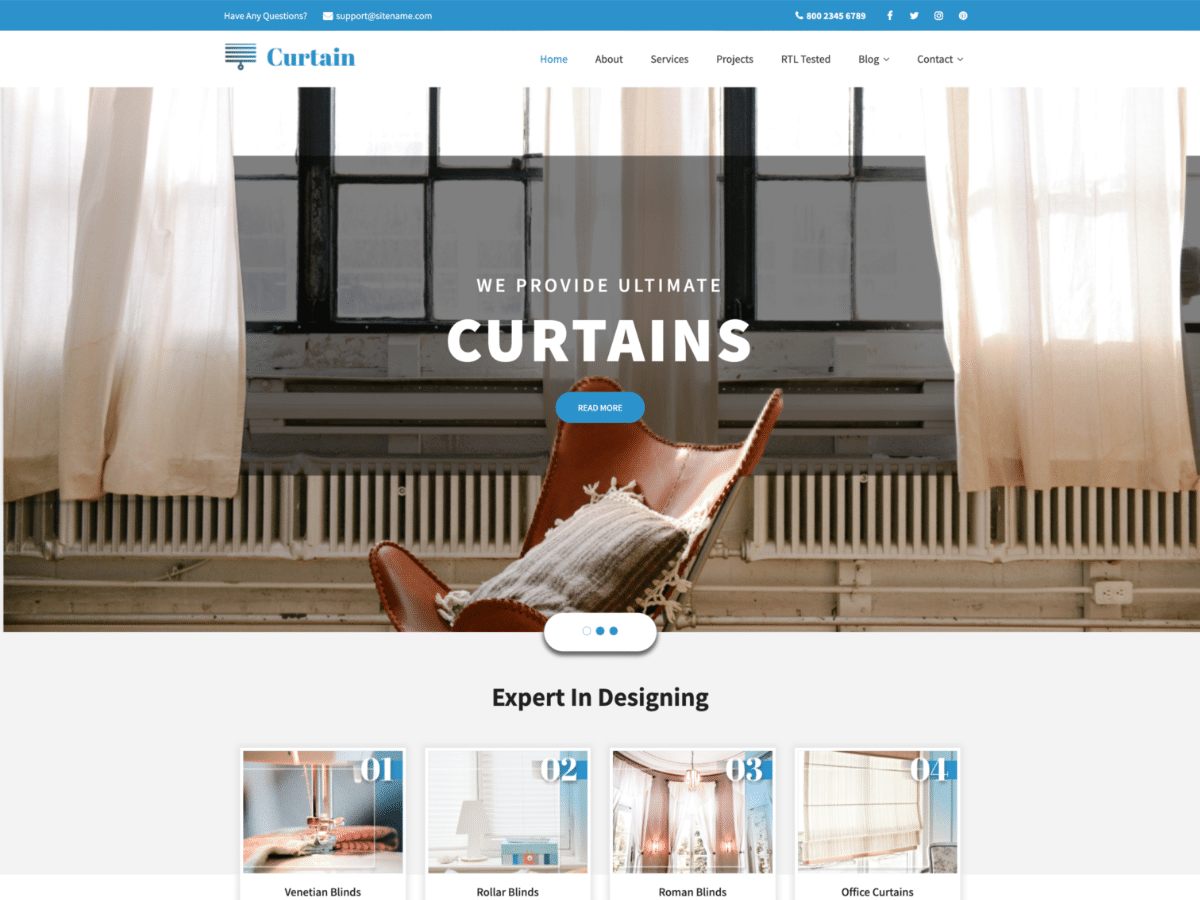 Have Any Questions? support@sitename.com 800 2345 6789
Curtain
Home About Services Projects RTL Tested Blog Contact
WE PROVIDE ULTIMATE
CURTAINS
READ MORE
Expert In Designing
01 02 03 04
Venetian Blinds Rollar Blinds Roman Blinds Office Curtains